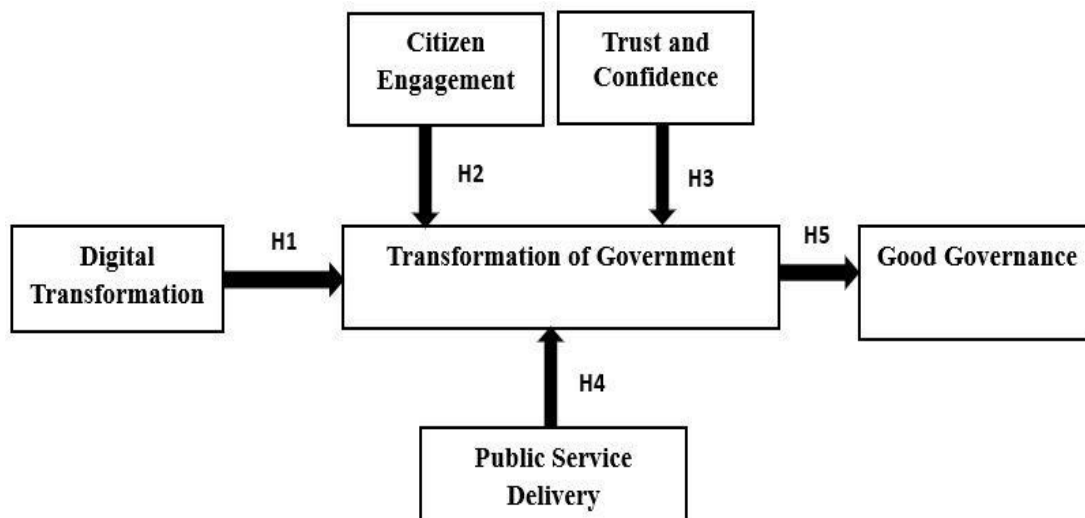 Citizen
Engagement
Trust and
Confidence
H2
H3
H1
H5
Digital
Transformation
Transformation of Government
Good Governance
H4
Public Service
Delivery